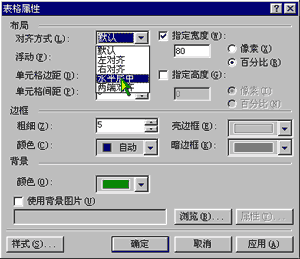 表格属性
布局
对齐方式(L): 默认 指定宽度(W):
默认
左对齐
右对齐
水平居中
两端对齐
浮动(F): 80 像素(X) 百分比(P)
单元格边距(D): 指定高度(G):
单元格间距(P): 0 像素(I) 百分比(N)
边框
粗细(Z): 5 亮边框(E):
颜色(C): 自动 暗边框(K):
背景
颜色(O):
使用背景图片(U)
浏览(B)... 属性(T)...
样式(S)... 确定 取消 应用(A)